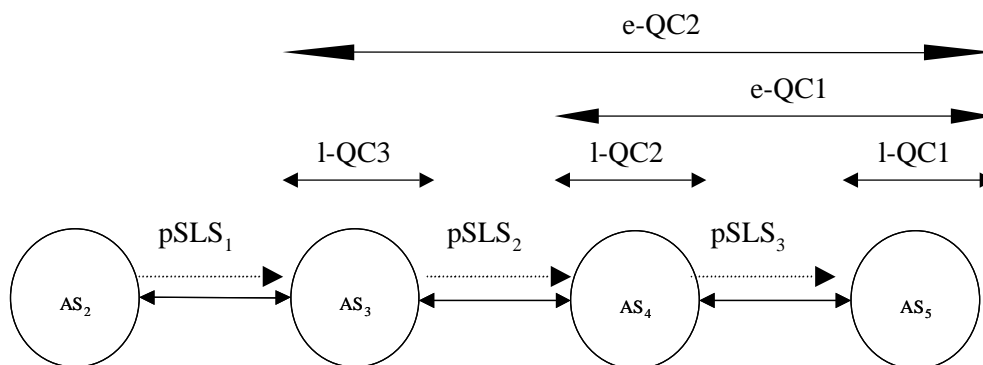 e-QC2
e-QC1
l-QC3 l-QC2 l-QC1
pSLS₁ pSLS₂ pSLS₃
AS₂ AS₃ AS₄ AS₅